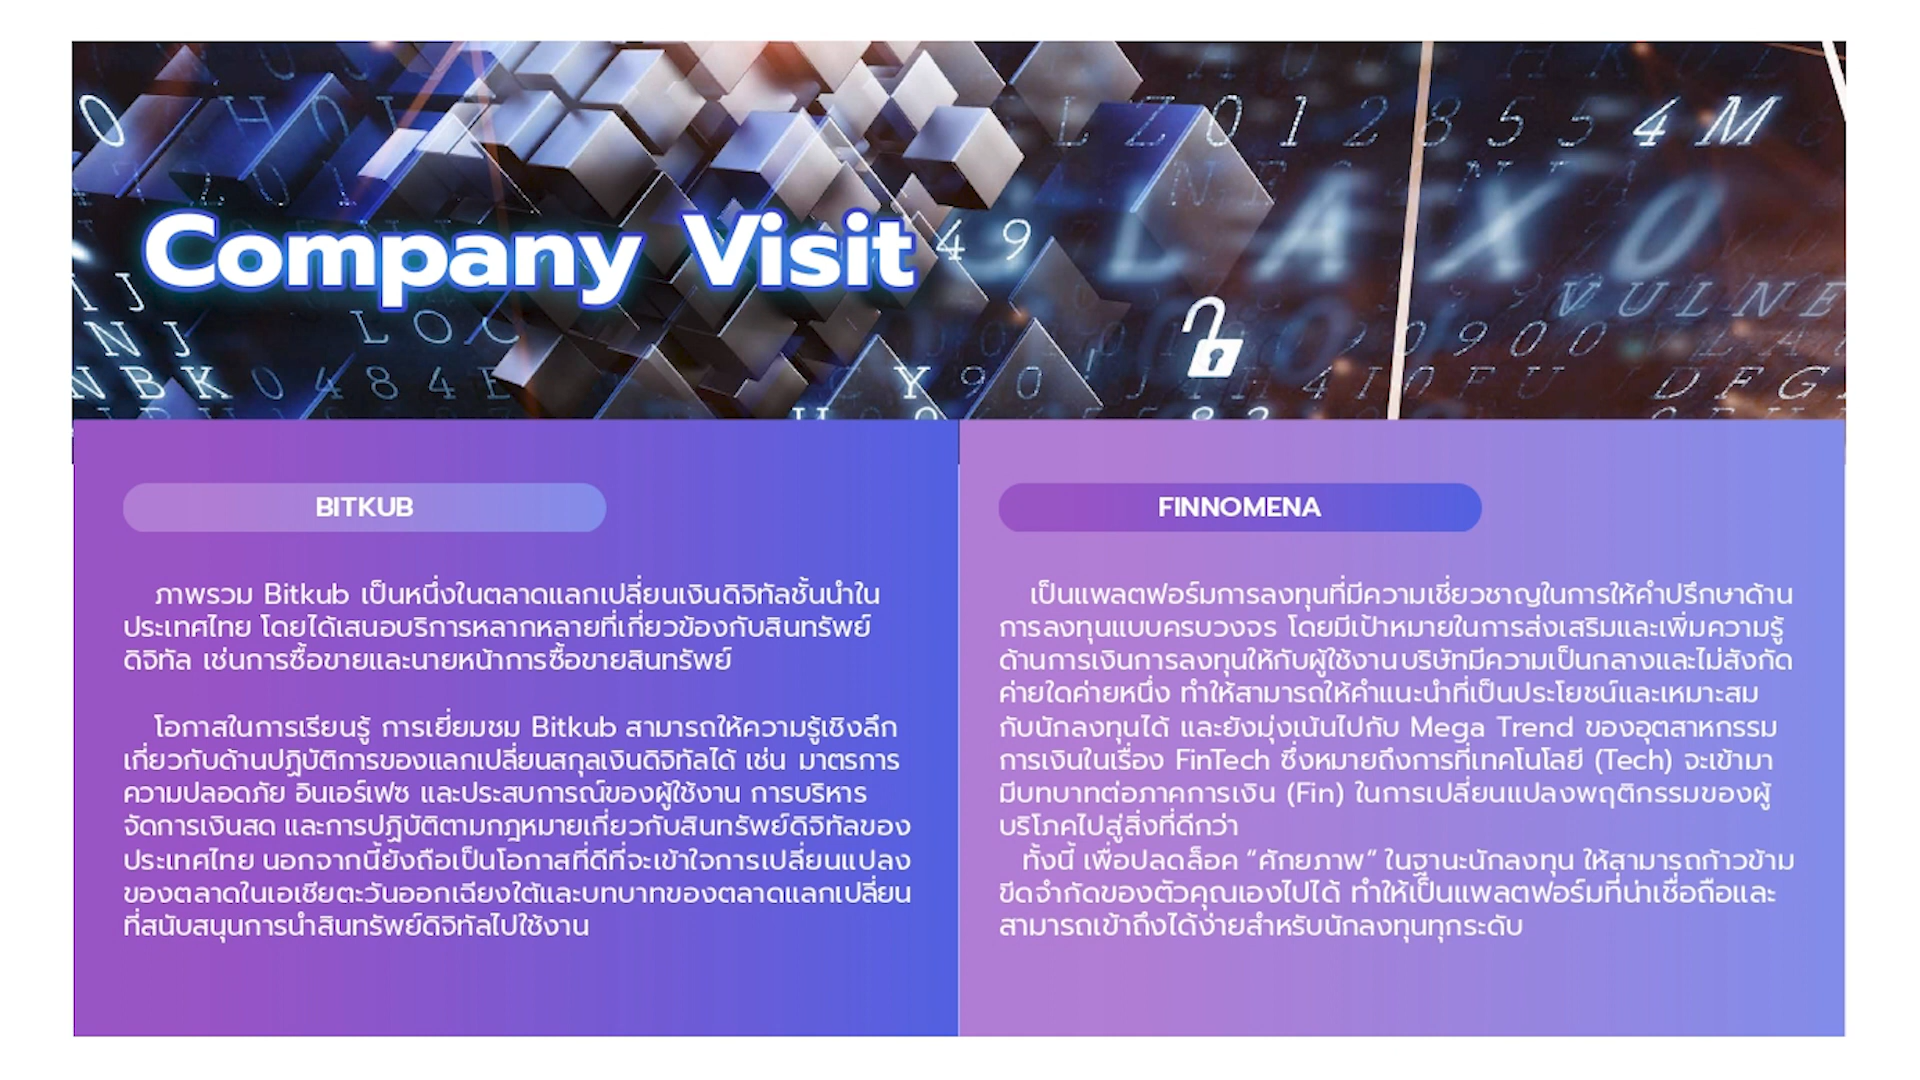 O H O I
L Z 0 1 2 8 5 5 4 M
L A X 0
Company Visit
4 9
I J
VULNE
N J
LOC
0900
NBK 0484E
Y 90
DFG
BITKUB
ภาพรวม Bitkub เป็นหนึ่งในตลาดแลกเปลี่ยนเงินดิจิทัลชั้นนำใน
ประเทศไทย โดยได้เสนอบริการหลากหลายที่เกี่ยวข้องกับสินทรัพย์
ดิจิทัล เช่นการซื้อขายและนายหน้าการซื้อขายสินทรัพย์
โอกาสในการเรียนรู้ การเยี่ยมชม Bitkub สามารถให้ความรู้เชิงลึก
เกี่ยวกับด้านปฏิบัติการของแลกเปลี่ยนสกุลเงินดิจิทัลได้ เช่น มาตรการ
ความปลอดภัย อินเอร์เฟซ และประสบการณ์ของผู้ใช้งาน การบริหาร
จัดการเงินสด และการปฏิบัติตามกฎหมายเกี่ยวกับสินทรัพย์ดิจิทัลของ
ประเทศไทย นอกจากนี้ยังถือเป็นโอกาสที่ดีที่จะเข้าใจการเปลี่ยนแปลง
ของตลาดในเอเชียตะวันออกเฉียงใต้และบทบาทของตลาดแลกเปลี่ยน
ที่สนับสนุนการนำสินทรัพย์ดิจิทัลไปใช้งาน
FINNOMENA
เป็นแพลตฟอร์มการลงทุนที่มีความเชี่ยวชาญในการให้คำปรึกษาด้าน
การลงทุนแบบครบวงจร โดยมีเป้าหมายในการส่งเสริมและเพิ่มความรู้
ด้านการเงินการลงทุนให้กับผู้ใช้งานบริษัทมีความเป็นกลางและไม่สังกัด
ค่ายใดค่ายหนึ่ง ทำให้สามารถให้คำแนะนำที่เป็นประโยชน์และเหมาะสม
กับนักลงทุนได้ และยังมุ่งเน้นไปกับ Mega Trend ของอุตสาหกรรม
การเงินในเรื่อง FinTech ซึ่งหมายถึงการที่เทคโนโลยี (Tech) จะเข้ามา
มีบทบาทต่อภาคการเงิน (Fin) ในการเปลี่ยนแปลงพฤติกรรมของผู้
บริโภคไปสู่สิ่งที่ดีกว่า
ทั้งนี้ เพื่อปลดล็อค “ศักยภาพ” ในฐานะนักลงทุน ให้สามารถก้าวข้าม
ขีดจำกัดของตัวคุณเองไปได้ ทำให้เป็นแพลตฟอร์มที่น่าเชื่อถือและ
สามารถเข้าถึงได้ง่ายสำหรับนักลงทุนทุกระดับ